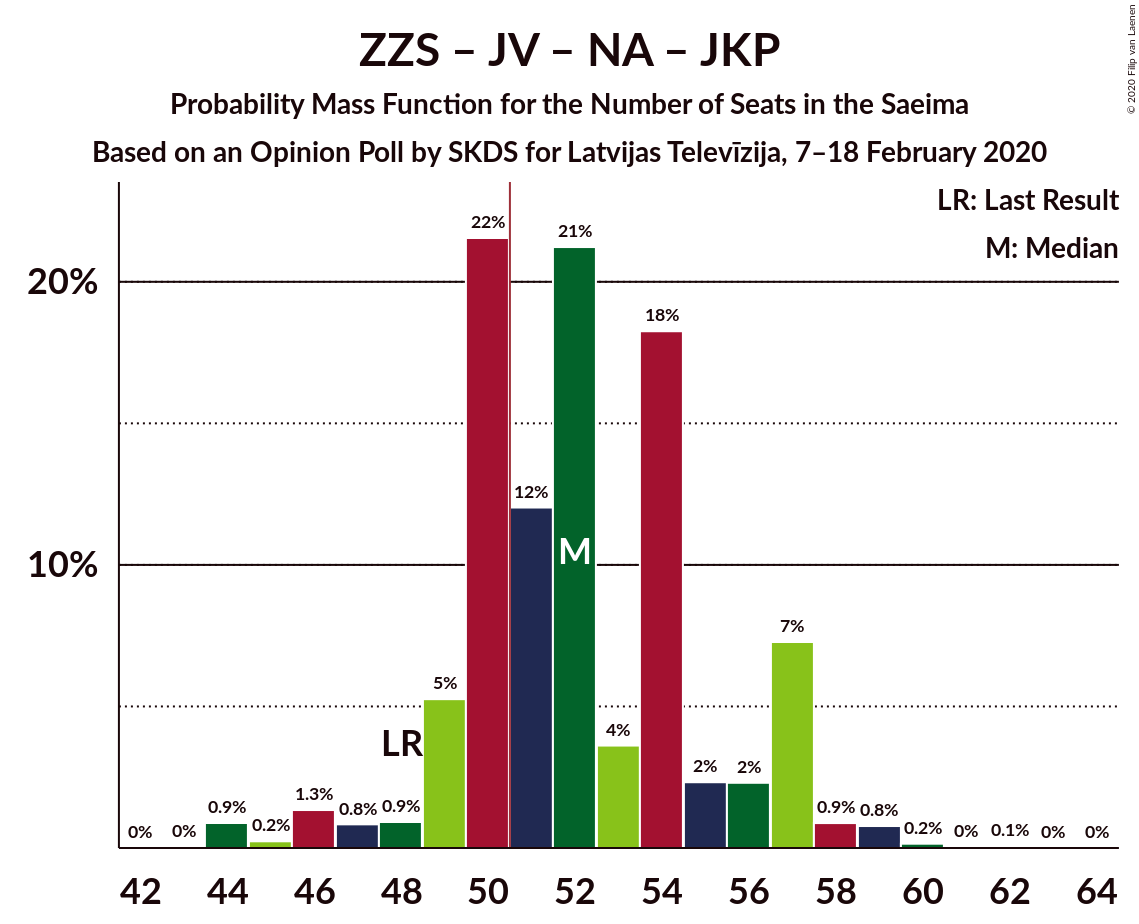 ZZS – JV – NA – JKP
Probability Mass Function for the Number of Seats in the Saeima
Based on an Opinion Poll by SKDS for Latvijas Televīzija, 7–18 February 2020
© 2020 Filip van Laenen
LR: Last Result
M: Median
20%
10%
0% 0% 0.9% 0.2% 1.3% 0.8% 0.9% 5% 22% 12% 21% 4% 18% 2% 2% 7% 0.9% 0.8% 0.2% 0% 0.1% 0% 0%
LR
M
42 44 46 48 50 52 54 56 58 60 62 64